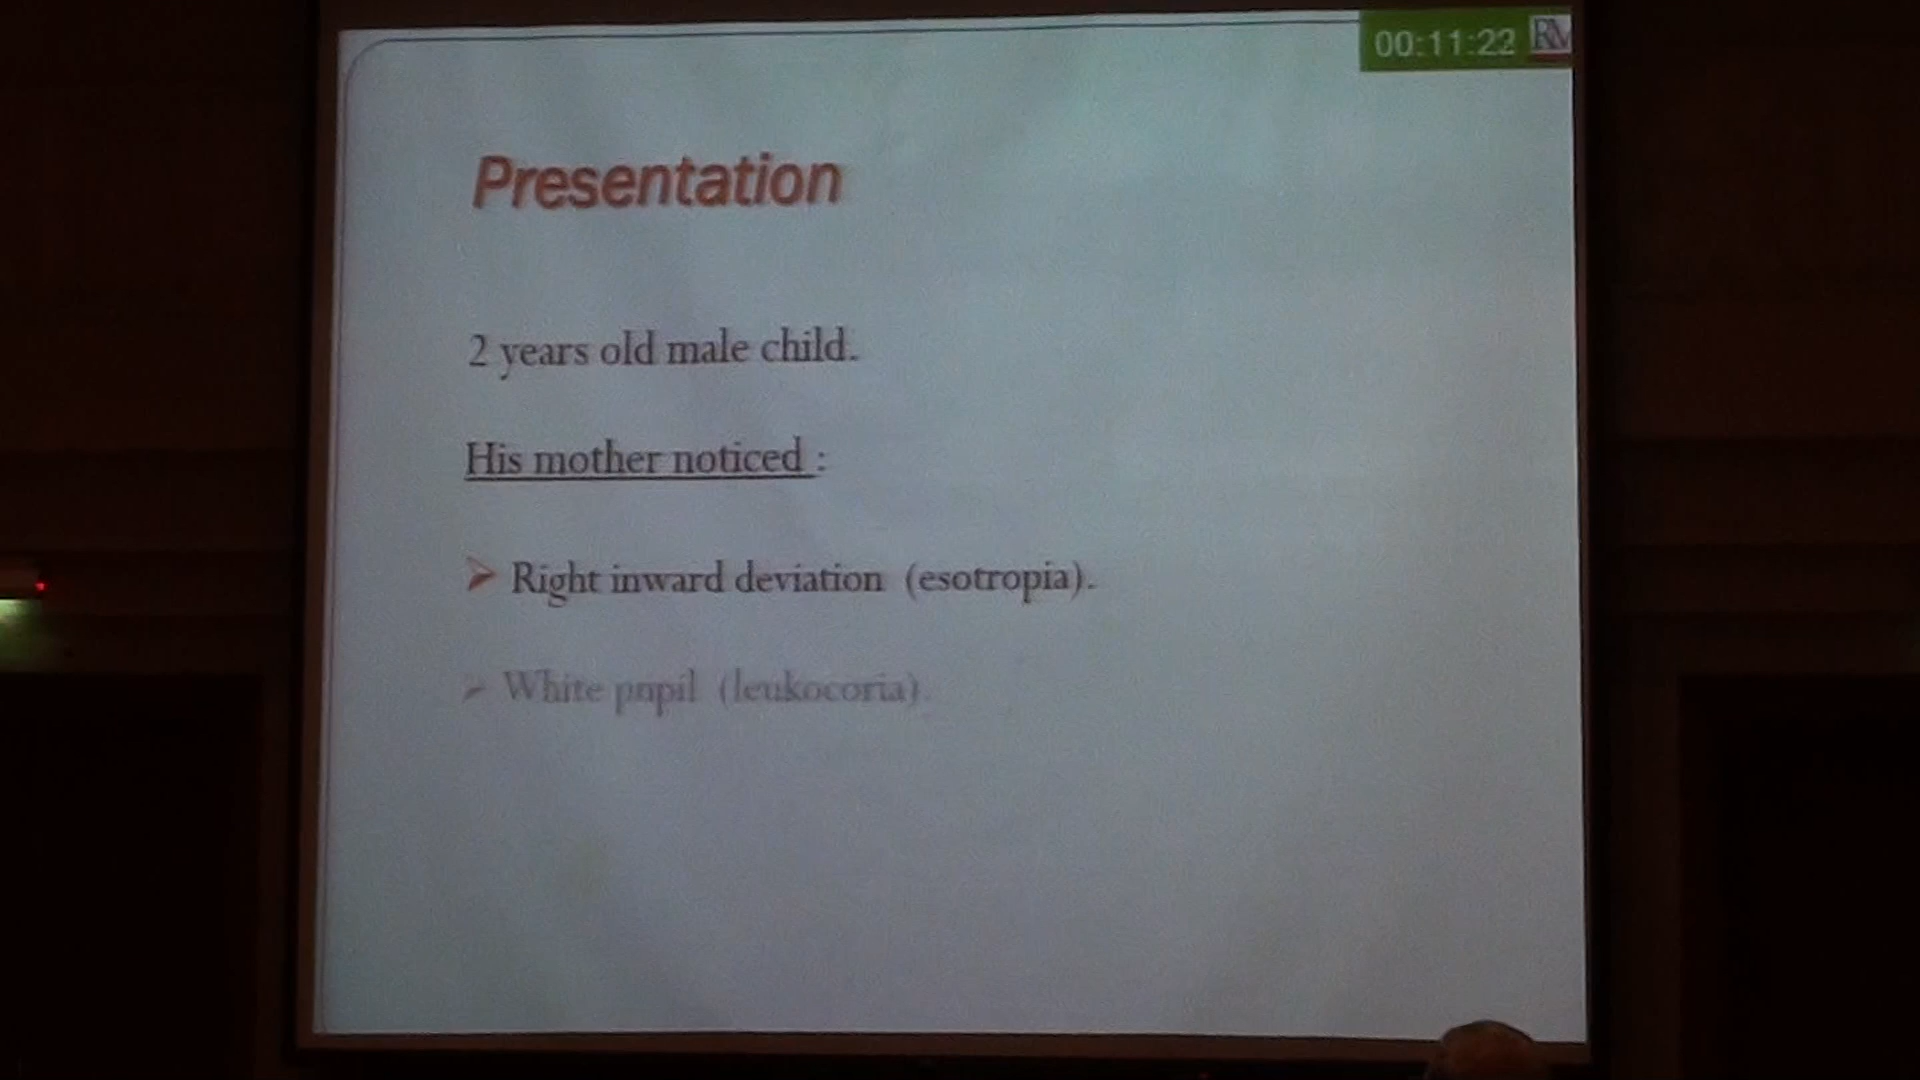 00:11:22 RM
Presentation
2 years old male child.
His mother noticed :
➢ Right inward deviation (esotropia).
➢ White pupil (leukocoria).